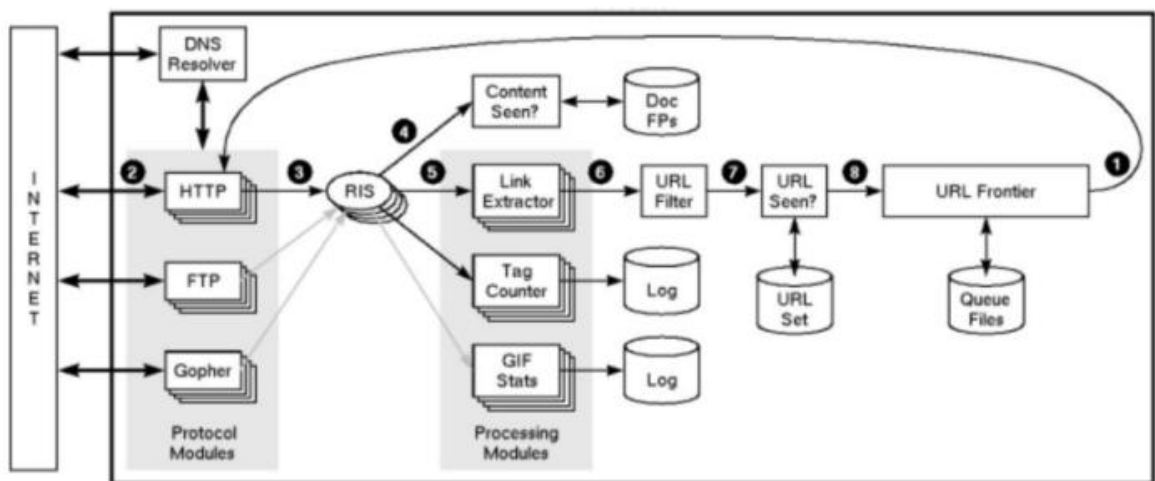 INTERNET
DNS
Resolver
Content
Seen?
Doc
FPs
4
1
2
HTTP
3
RIS
5
Link
Extractor
6
URL
Filter
7
URL
Seen?
8
URL Frontier
FTP
Tag
Counter
Log
URL
Set
Queue
Files
Gopher
GIF
Stats
Log
Protocol
Modules
Processing
Modules